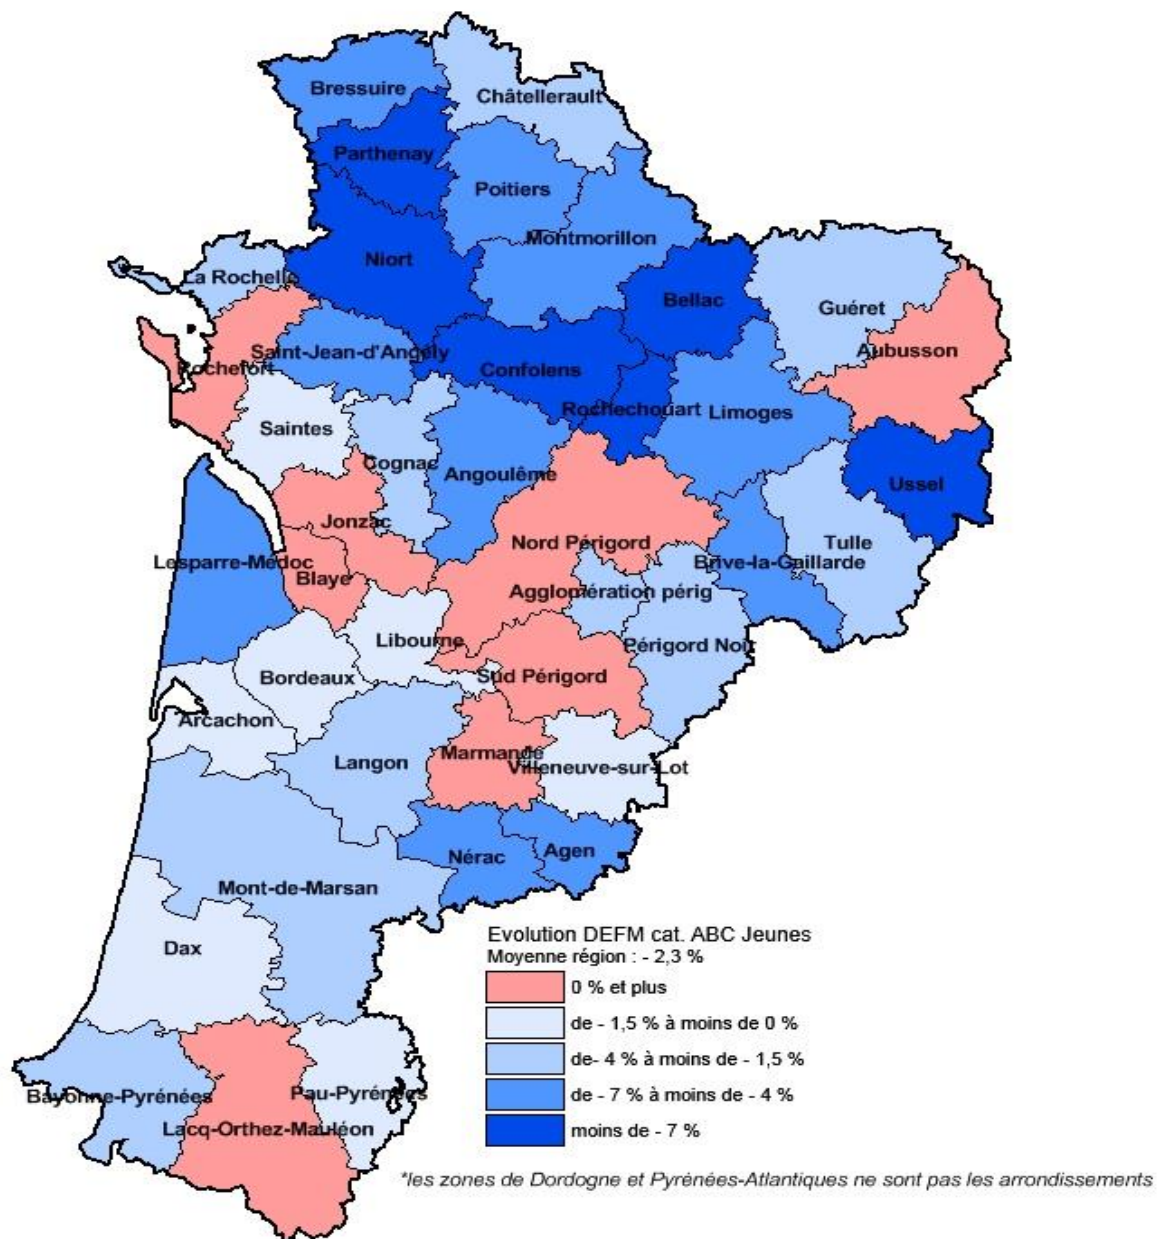 Bressuire
Châtellerault
Parthenay
Poitiers
Montmorillon
Niort
La Rochelle
Bellac
Guéret
Aubusson
Saint-Jean-d'Angély
Rochefort
Confolens
Rochechouart
Limoges
Saintes
Cognac
Angoulême
Ussel
Jonzac
Nord Périgord
Tulle
Lesparre-Médoc
Blaye
Brive-la-Gaillarde
Agglomération périg
Libourne
Périgord Noir
Bordeaux
Sud Périgord
Arcachon
Langon
Marmande
Villeneuve-sur-Lot
Nérac
Agen
Mont-de-Marsan
Dax
Bayonne-Pyrénées
Pau-Pyrénées
Lacq-Orthez-Mauléon
Evolution DEFM cat. ABC Jeunes
Moyenne région : - 2,3 %
0 % et plus
de - 1,5 % à moins de 0 %
de- 4 % à moins de - 1,5 %
de - 7 % à moins de - 4 %
moins de - 7 %
*les zones de Dordogne et Pyrénées-Atlantiques ne sont pas les arrondissements